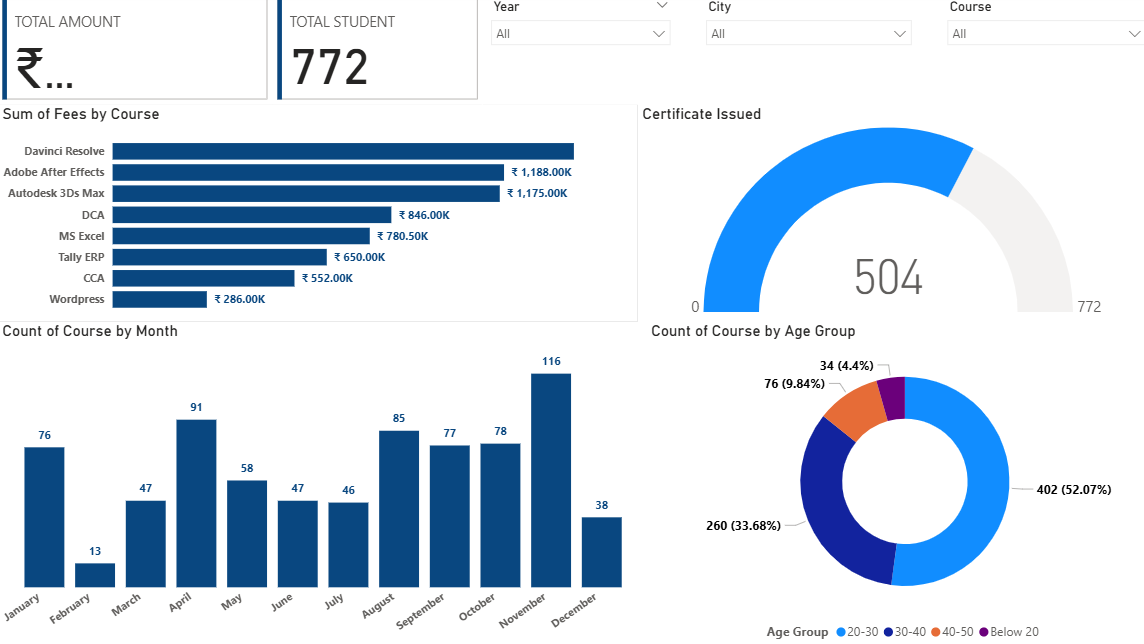 TOTAL AMOUNT
₹...
TOTAL STUDENT
772
Year
All
City
All
Course
All
Sum of Fees by Course
Davinci Resolve
Adobe After Effects ₹ 1,188.00K
Autodesk 3Ds Max ₹ 1,175.00K
DCA ₹ 846.00K
MS Excel ₹ 780.50K
Tally ERP ₹ 650.00K
CCA ₹ 552.00K
Wordpress ₹ 286.00K
Certificate Issued
504
0
772
Count of Course by Month
116
91
85
78
77
76
58
47
47
46
38
13
January
February
March
April
May
June
July
August
September
October
November
December
Count of Course by Age Group
34 (4.4%)
76 (9.84%)
402 (52.07%)
260 (33.68%)
Age Group 20-30 30-40 40-50 Below 20